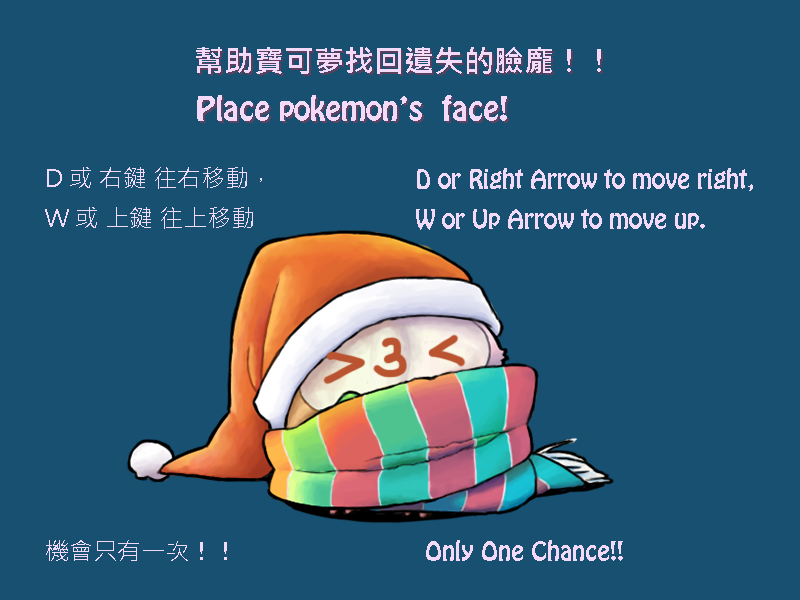 幫助寶可夢找回遺失的臉龐！！
Place pokemon's face!
D 或 右鍵 往右移動，
W 或 上鍵 往上移動
D or Right Arrow to move right,
W or Up Arrow to move up.
>3<
機會只有一次！！
Only One Chance!!